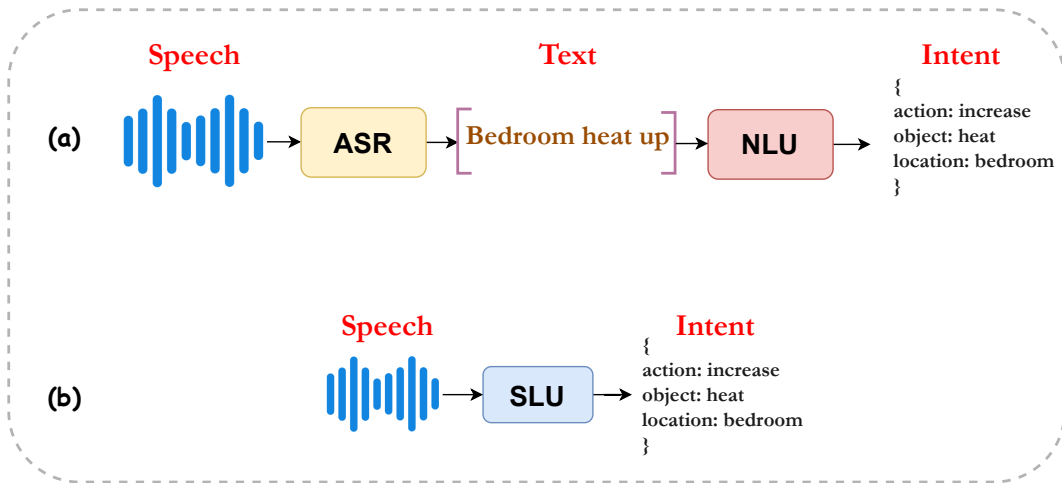 Speech
Text
Intent
(a)
ASR
Bedroom heat up
NLU
{
action: increase
object: heat
location: bedroom
}
Speech
Intent
(b)
SLU
{
action: increase
object: heat
location: bedroom
}